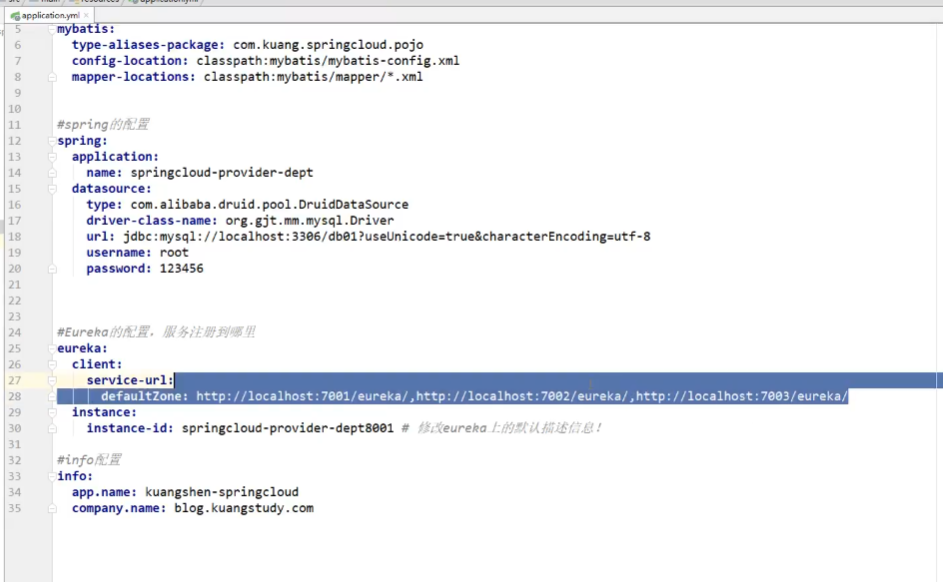 application.yml
5 mybatis:
6 type-aliases-package: com.kuang.springcloud.pojo
7 config-location: classpath:mybatis/mybatis-config.xml
8 mapper-locations: classpath:mybatis/mapper/*.xml
9
10
11 #spring的配置
12 spring:
13 application:
14 name: springcloud-provider-dept
15 datasource:
16 type: com.alibaba.druid.pool.DruidDataSource
17 driver-class-name: org.gjt.mm.mysql.Driver
18 url: jdbc:mysql://localhost:3306/db01?useUnicode=true&characterEncoding=utf-8
19 username: root
20 password: 123456
21
22
23
24 #Eureka的配置，服务注册到哪里
25 eureka:
26 client:
27 service-url:
28 defaultZone: http://localhost:7001/eureka/,http://localhost:7002/eureka/,http://localhost:7003/eureka/
29 instance:
30 instance-id: springcloud-provider-dept8001 # 修改eureka上的默认描述信息！
31
32 #info配置
33 info:
34 app.name: kuangshen-springcloud
35 company.name: blog.kuangstudy.com